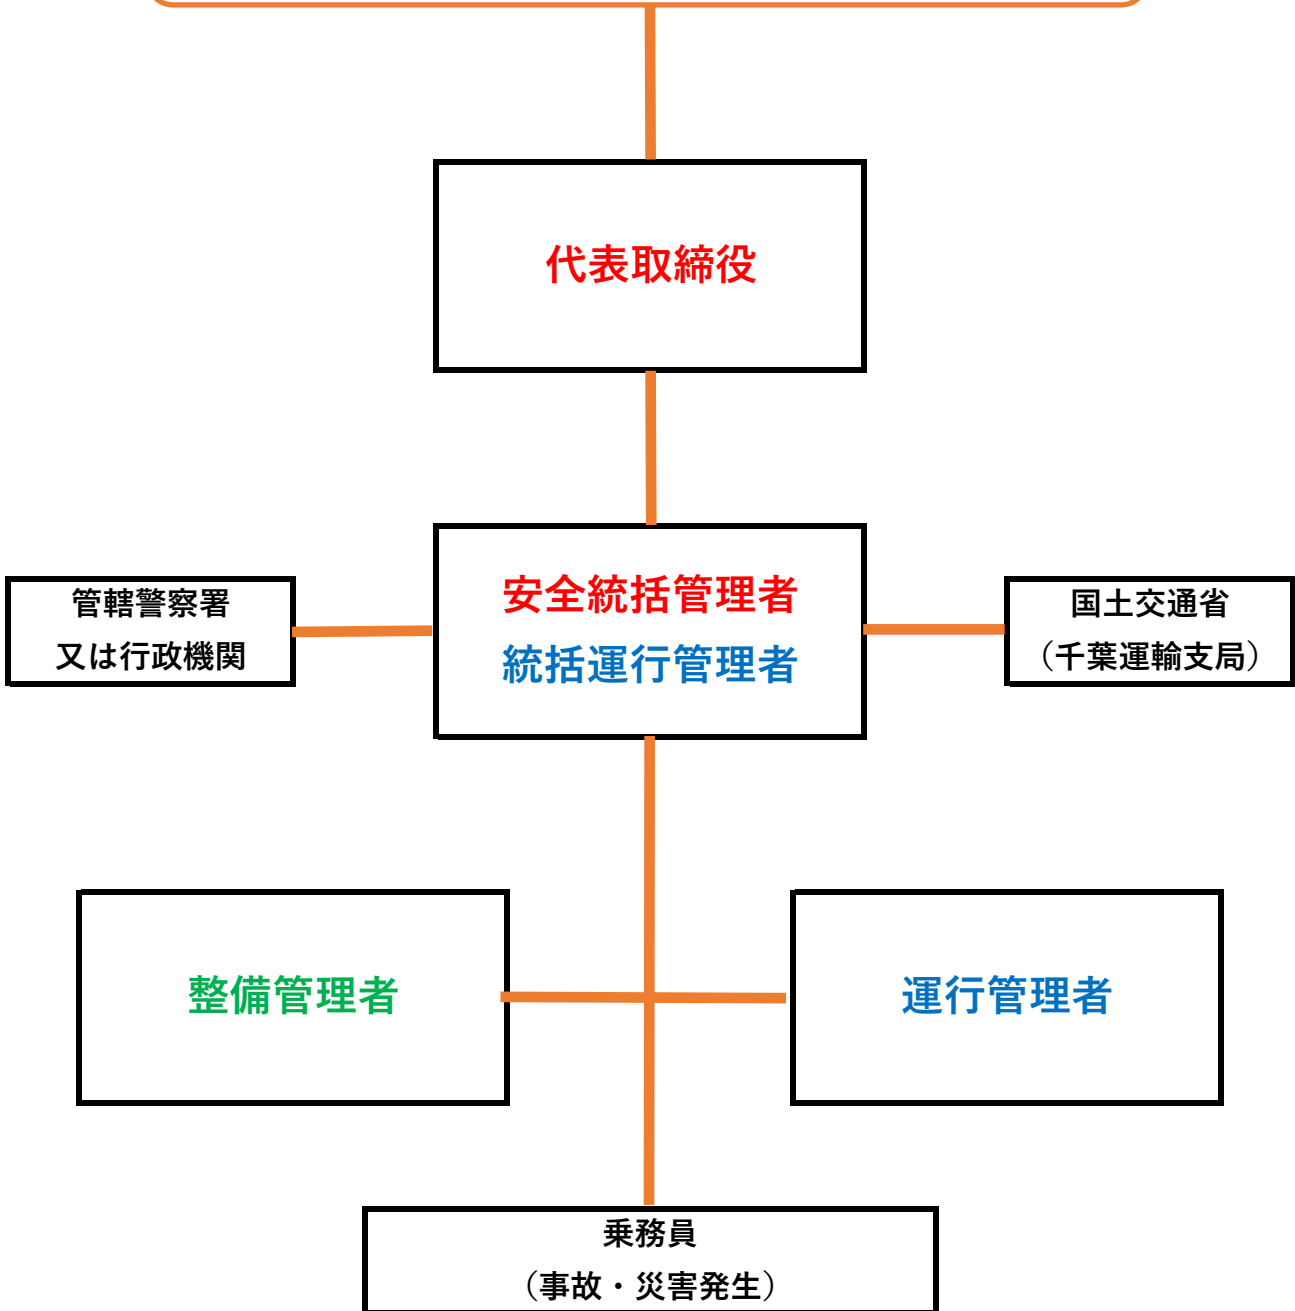 代表取締役
安全統括管理者
統括運行管理者
管轄警察署
又は行政機関
国土交通省
（千葉運輸支局）
整備管理者
運行管理者
乗務員
（事故・災害発生）